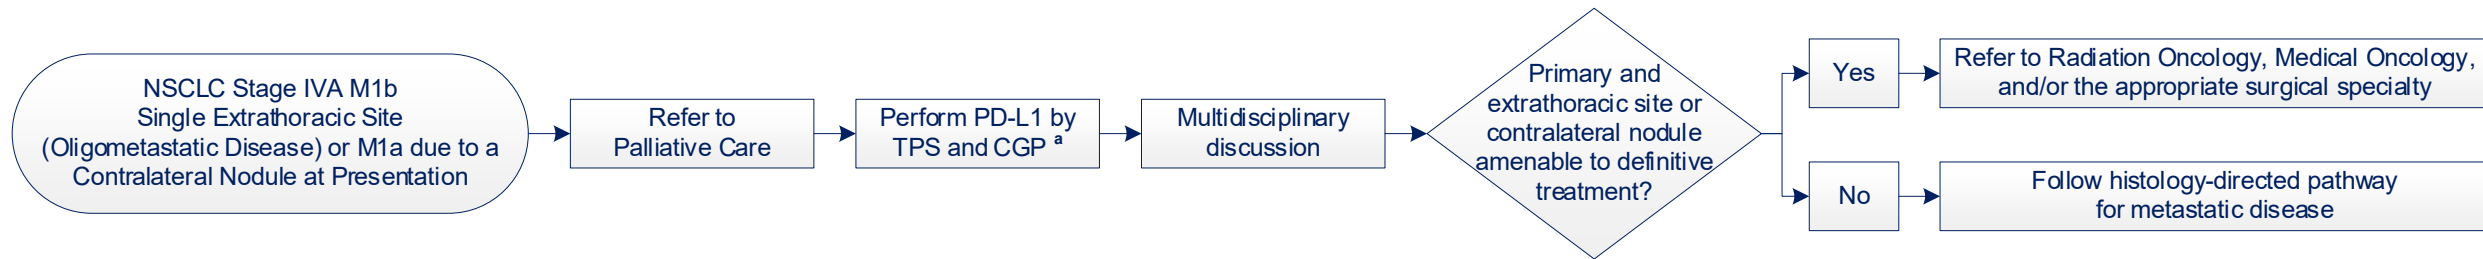 NSCLC Stage IVA M1b
Single Extrathoracic Site
(Oligometastatic Disease) or M1a due to a
Contralateral Nodule at Presentation
Refer to
Palliative Care
Perform PD-L1 by
TPS and CGP a
Multidisciplinary
discussion
Primary and
extrathoracic site or
contralateral nodule
amenable to definitive
treatment?
Yes
Refer to Radiation Oncology, Medical Oncology,
and/or the appropriate surgical specialty
No
Follow histology-directed pathway
for metastatic disease